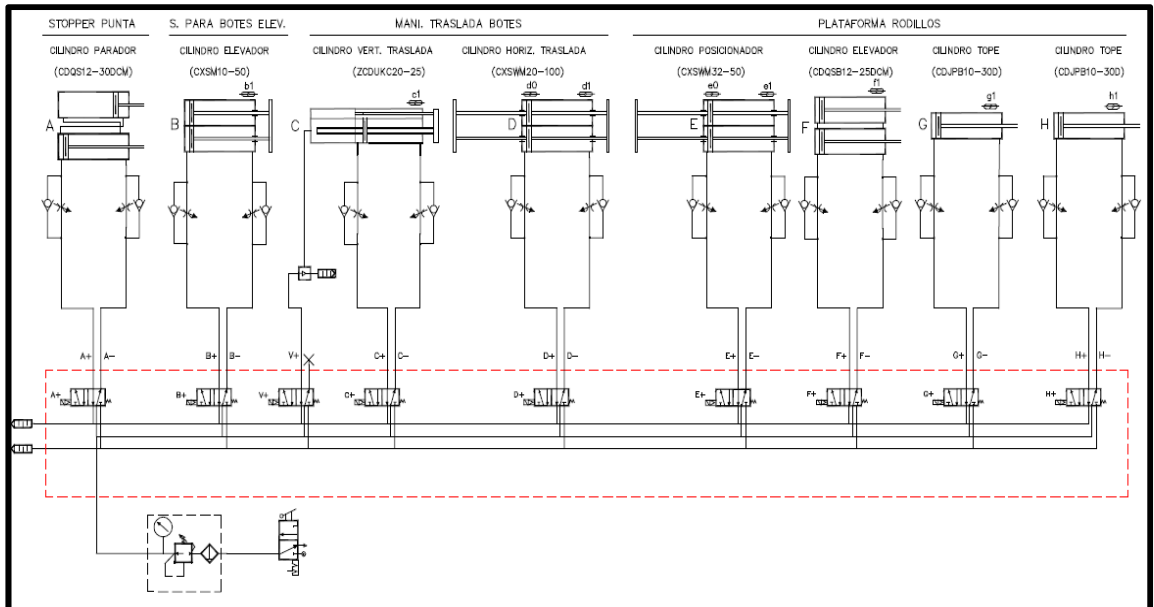 STOPPER PUNTA S. PARA BOTES ELEV. MANI. TRASLADA BOTES PLATAFORMA RODILLOS
CILINDRO PARADOR CILINDRO ELEVADOR CILINDRO VERT. TRASLADA CILINDRO HORIZ. TRASLADA CILINDRO POSICIONADOR CILINDRO ELEVADOR CILINDRO TOPE CILINDRO TOPE
(CDQS12-30DCM) (CXSM10-50) (ZCDUKC20-25) (CXSWM20-100) (CXSWM32-50) (CDQSB12-25DCM) (CDJPB10-30D) (CDJPB10-30D)
b1 c1 d0 d1 e0 e1 f1 g1 h1
A B C D E F G H
A+ A- B+ B- V+ C+ C- D+ D- E+ E- F+ F- G+ G- H+ H-
A+ B+ V+ C+ D+ E+ F+ G+ H+